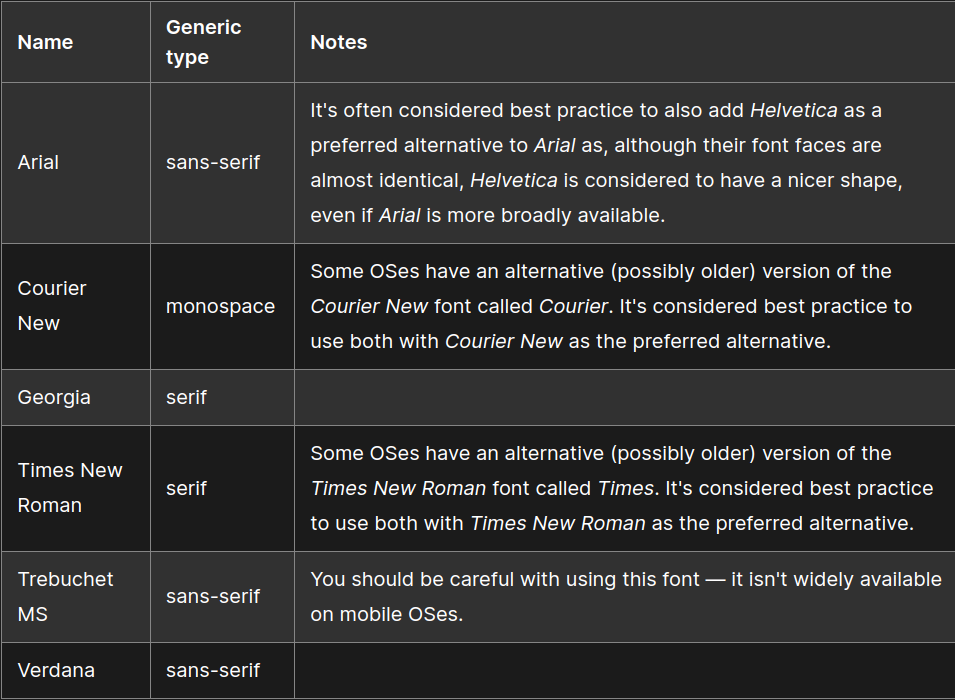 Name
Generic
type
Notes
Arial
sans-serif
It's often considered best practice to also add Helvetica as a
preferred alternative to Arial as, although their font faces are
almost identical, Helvetica is considered to have a nicer shape,
even if Arial is more broadly available.
Courier
New
monospace
Some OSes have an alternative (possibly older) version of the
Courier New font called Courier. It's considered best practice to
use both with Courier New as the preferred alternative.
Georgia
serif
Times New
Roman
serif
Some OSes have an alternative (possibly older) version of the
Times New Roman font called Times. It's considered best practice
to use both with Times New Roman as the preferred alternative.
Trebuchet
MS
sans-serif
You should be careful with using this font — it isn't widely available
on mobile OSes.
Verdana
sans-serif